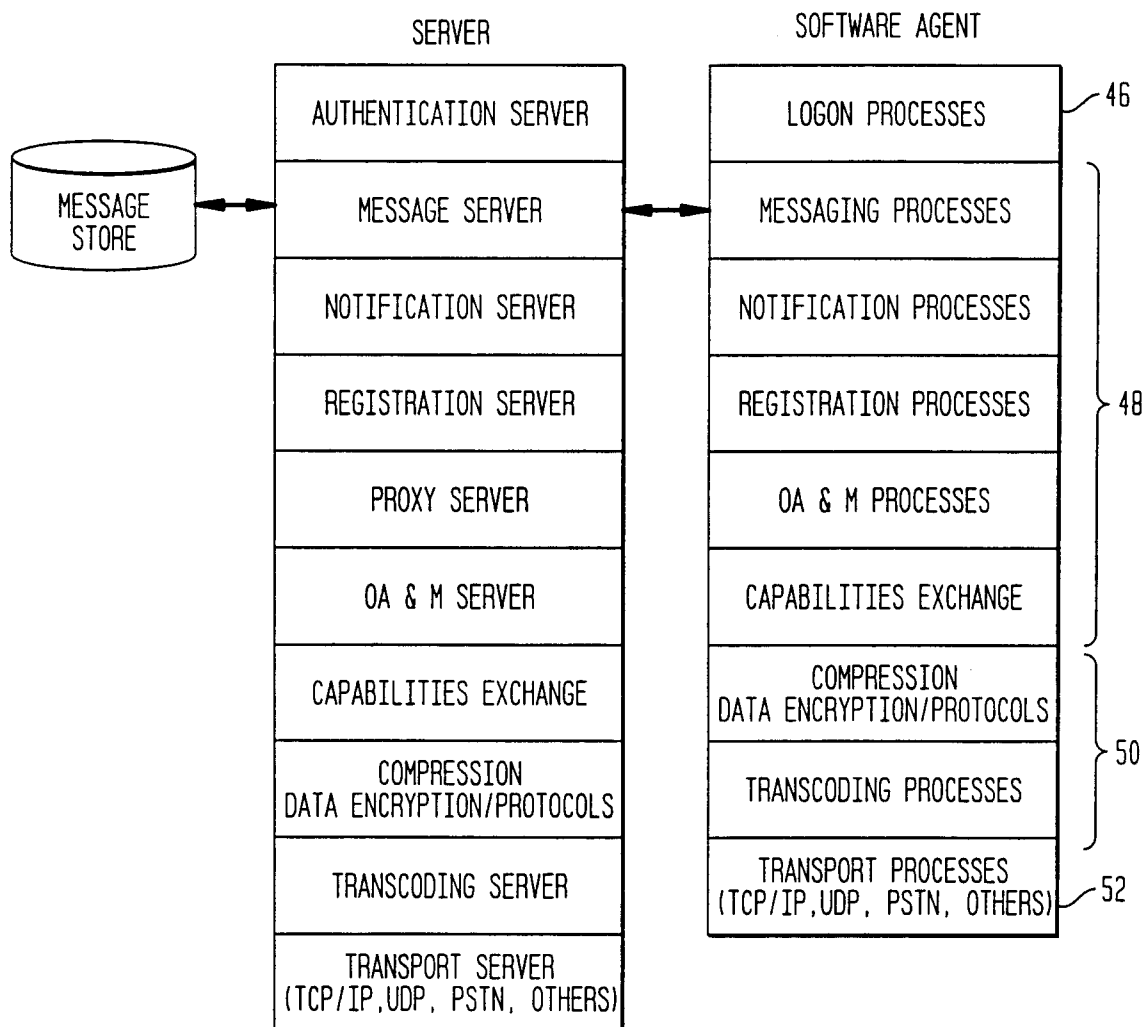 SERVER
SOFTWARE AGENT
AUTHENTICATION SERVER
LOGON PROCESSES
46
MESSAGE
STORE
MESSAGE SERVER
MESSAGING PROCESSES
NOTIFICATION SERVER
NOTIFICATION PROCESSES
REGISTRATION SERVER
REGISTRATION PROCESSES
48
PROXY SERVER
OA & M PROCESSES
OA & M SERVER
CAPABILITIES EXCHANGE
CAPABILITIES EXCHANGE
COMPRESSION
DATA ENCRYPTION/PROTOCOLS
50
COMPRESSION
DATA ENCRYPTION/PROTOCOLS
TRANSCODING PROCESSES
TRANSCODING SERVER
TRANSPORT PROCESSES
(TCP/IP,UDP, PSTN, OTHERS)
52
TRANSPORT SERVER
(TCP/IP,UDP, PSTN, OTHERS)